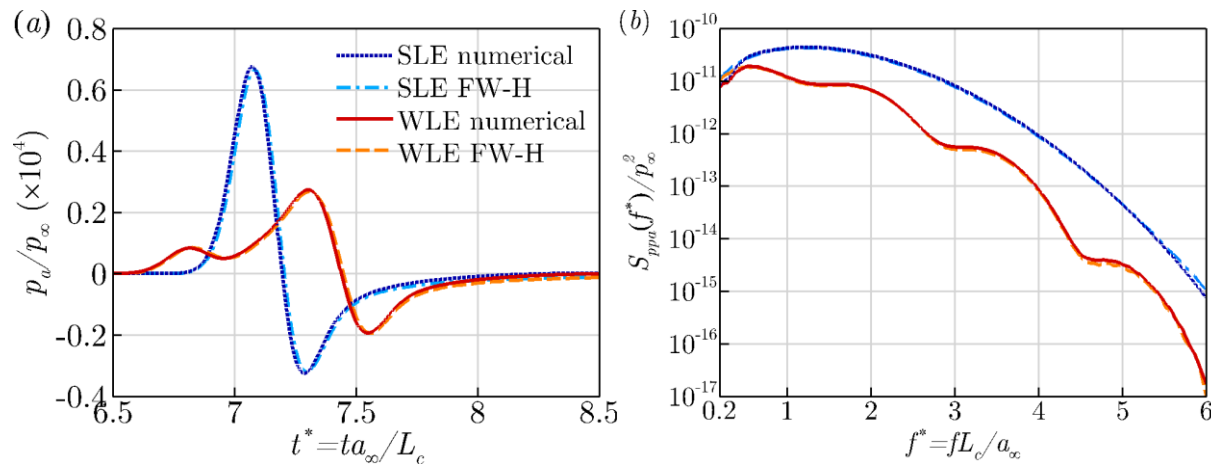 (a)
0.8
0.6
0.4
0.2
0
-0.2
-0.4
p_a/p_∞ (×10^4)
SLE numerical
SLE FW-H
WLE numerical
WLE FW-H
6.5 7 7.5 8 8.5
t^*=ta_∞/L_c
(b)
10^-10
10^-11
10^-12
10^-13
10^-14
10^-15
10^-16
10^-17
S_ppa(f^*)/p_∞^2
0.2 1 2 3 4 5 6
f^*=fL_c/a_∞